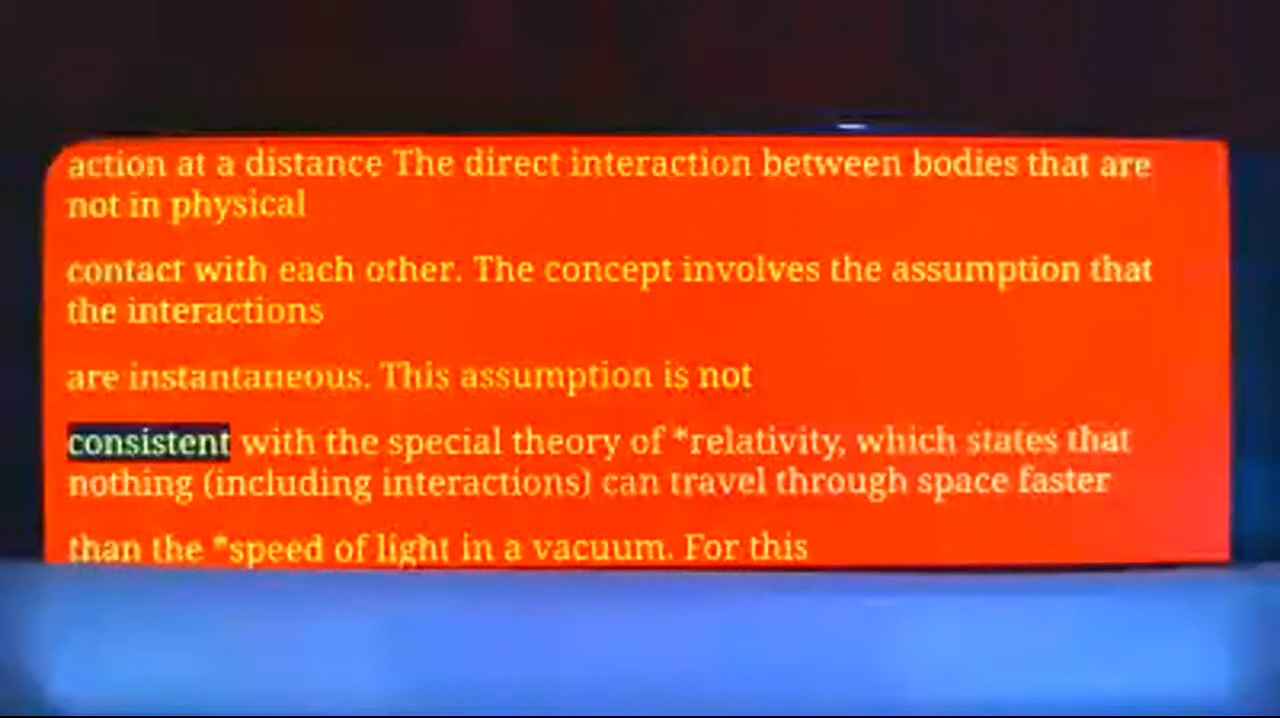 action at a distance The direct interaction between bodies that are
not in physical
contact with each other. The concept involves the assumption that
the interactions
are instantaneous. This assumption is not
consistent with the special theory of *relativity, which states that
nothing (including interactions) can travel through space faster
than the *speed of light in a vacuum. For this